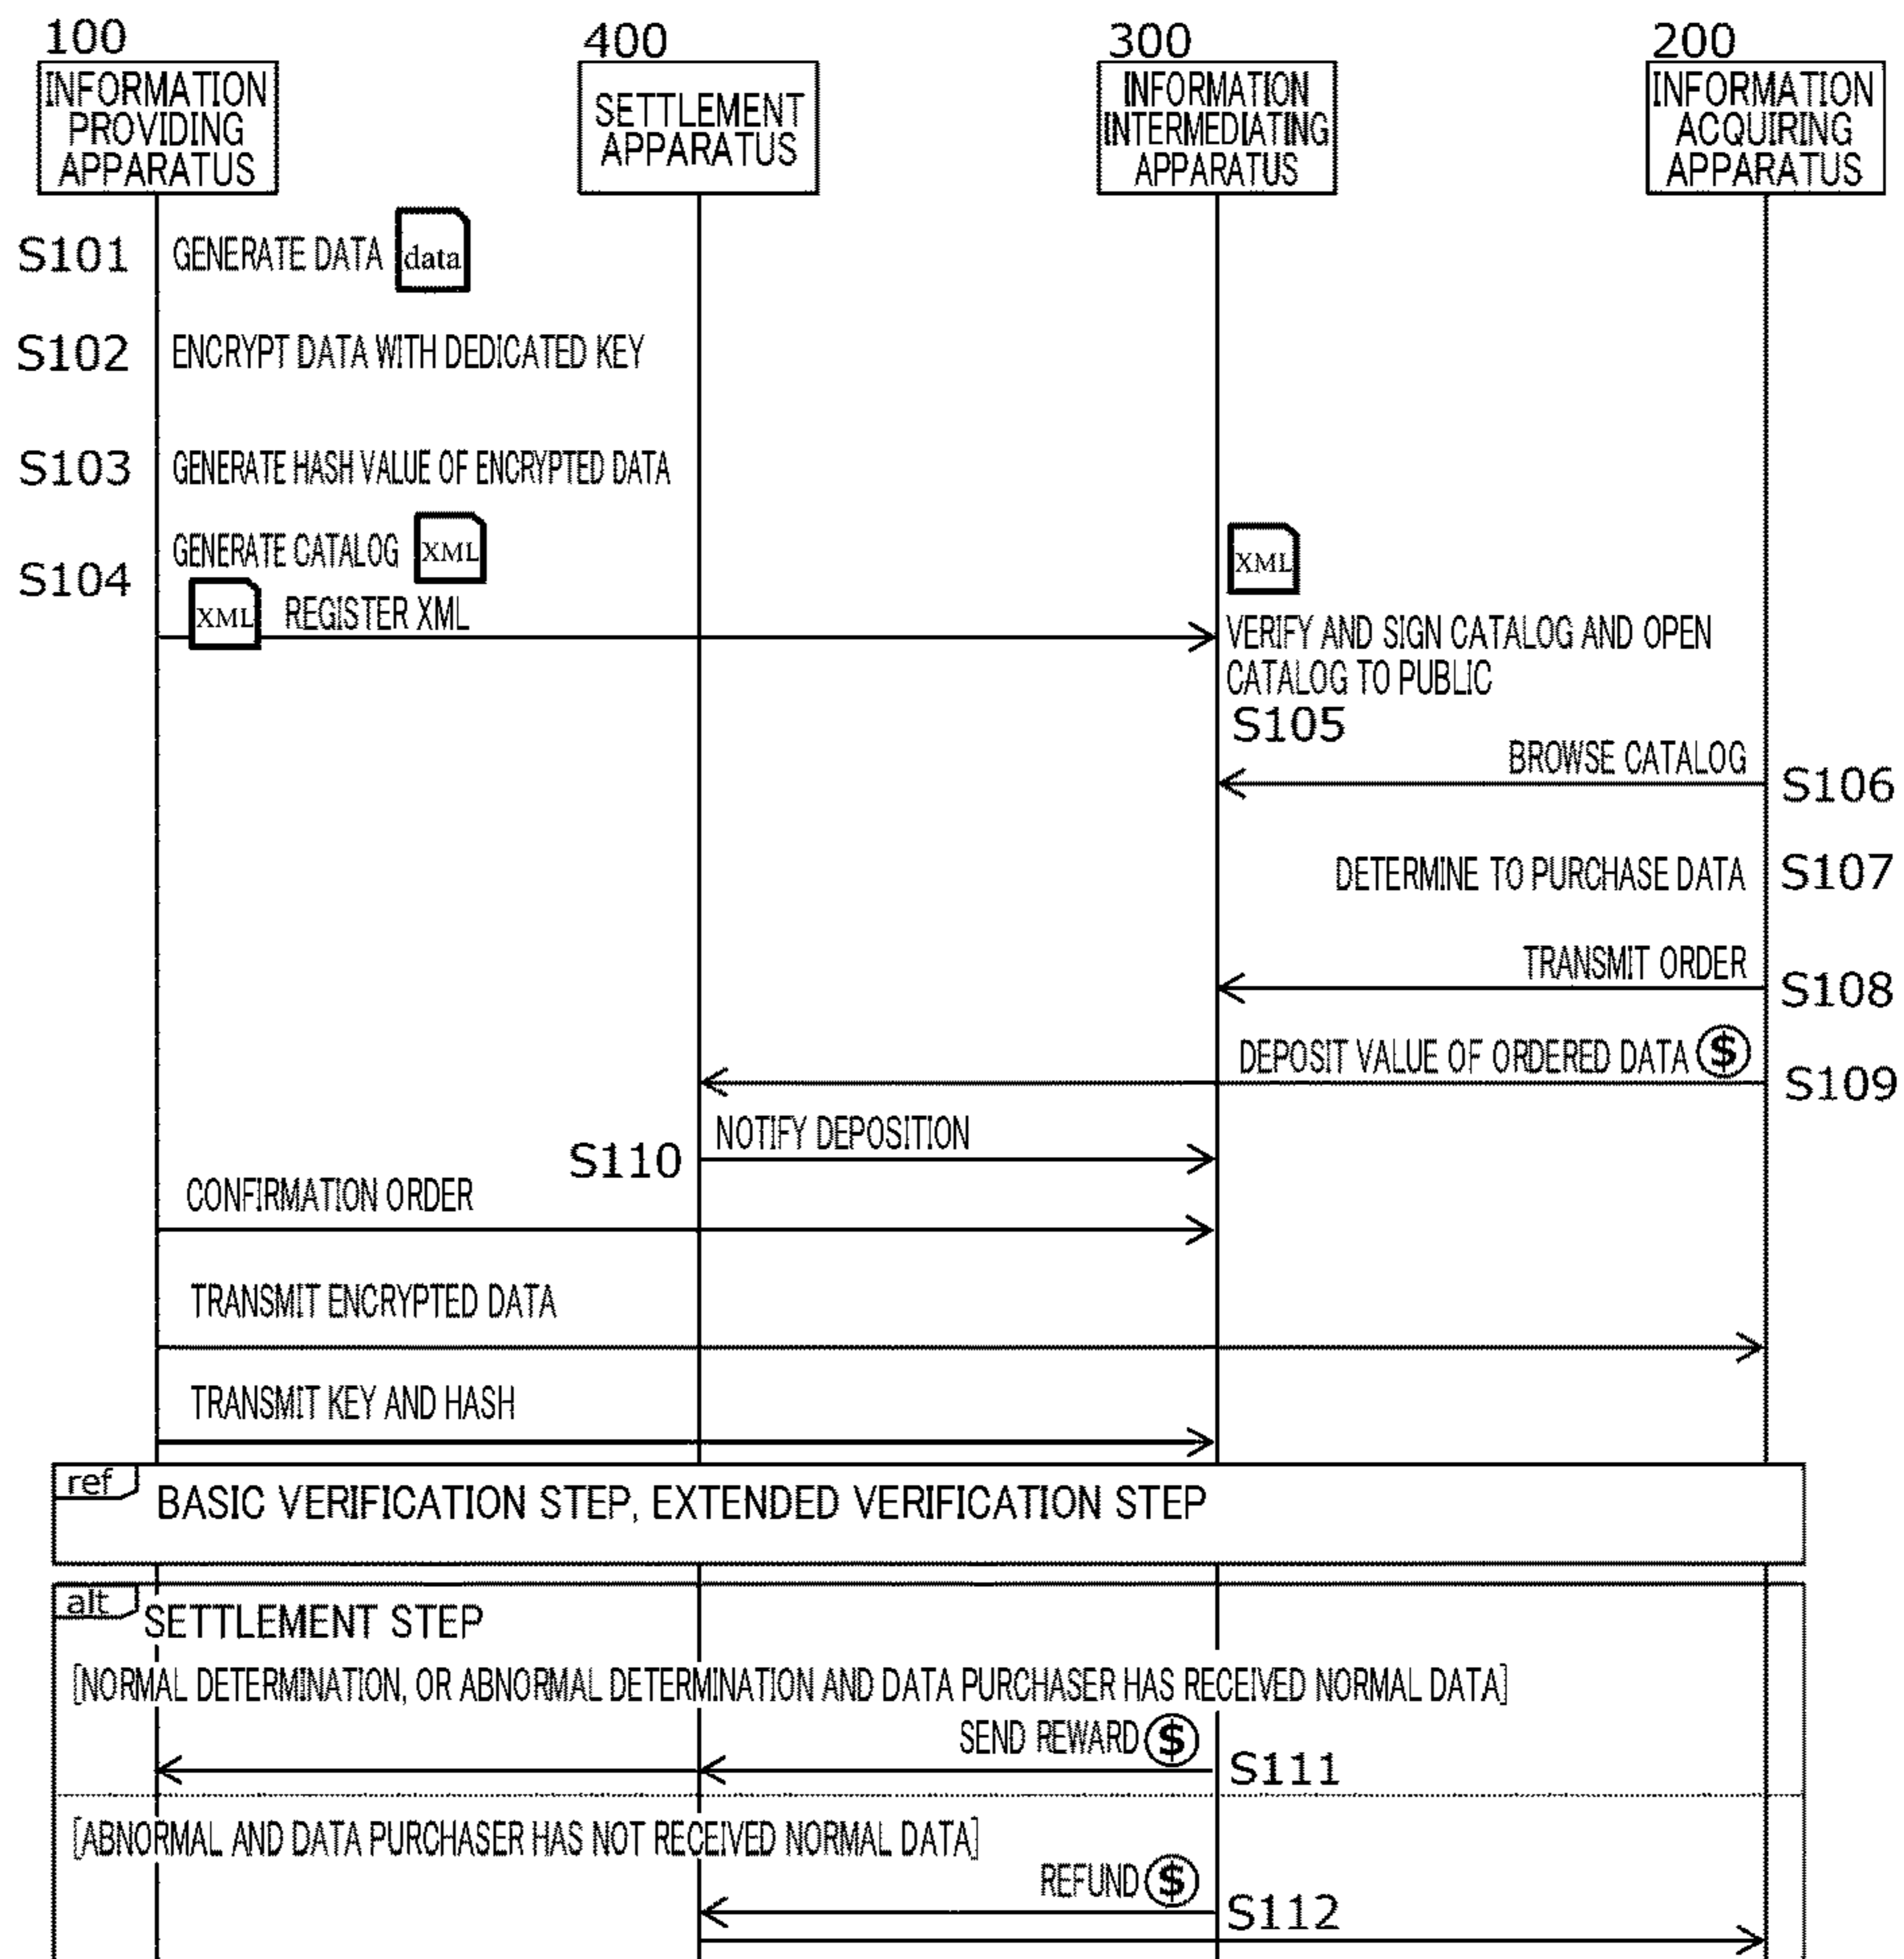 100
INFORMATION
PROVIDING
APPARATUS
400
SETTLEMENT
APPARATUS
300
INFORMATION
INTERMEDIATING
APPARATUS
200
INFORMATION
ACQUIRING
APPARATUS
S101
GENERATE DATA
data
S102
ENCRYPT DATA WITH DEDICATED KEY
S103
GENERATE HASH VALUE OF ENCRYPTED DATA
GENERATE CATALOG
XML
S104
XML
REGISTER XML
XML
VERIFY AND SIGN CATALOG AND OPEN
CATALOG TO PUBLIC
S105
BROWSE CATALOG
S106
DETERMINE TO PURCHASE DATA
S107
TRANSMIT ORDER
S108
DEPOSIT VALUE OF ORDERED DATA $
S109
NOTIFY DEPOSITION
S110
CONFIRMATION ORDER
TRANSMIT ENCRYPTED DATA
TRANSMIT KEY AND HASH
ref
BASIC VERIFICATION STEP, EXTENDED VERIFICATION STEP
alt
SETTLEMENT STEP
[NORMAL DETERMINATION, OR ABNORMAL DETERMINATION AND DATA PURCHASER HAS RECEIVED NORMAL DATA]
SEND REWARD $
S111
[ABNORMAL AND DATA PURCHASER HAS NOT RECEIVED NORMAL DATA]
REFUND $
S112